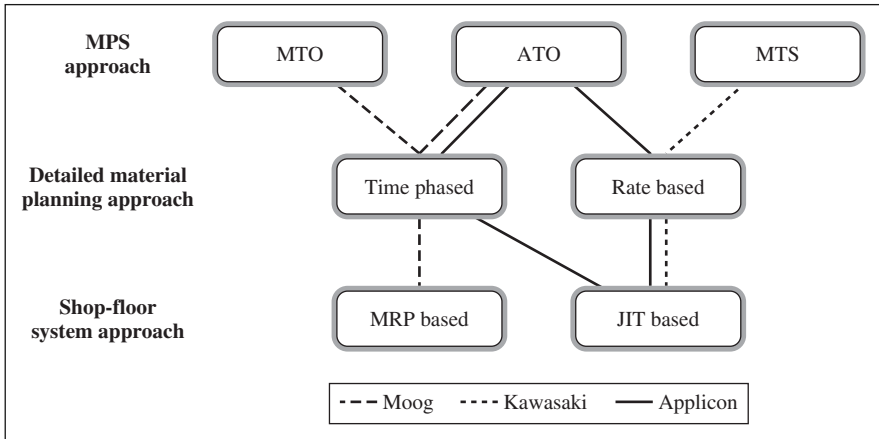 MPS
approach
MTO
ATO
MTS
Detailed material
planning approach
Time phased
Rate based
Shop-floor
system approach
MRP based
JIT based
Moog
Kawasaki
Applicon